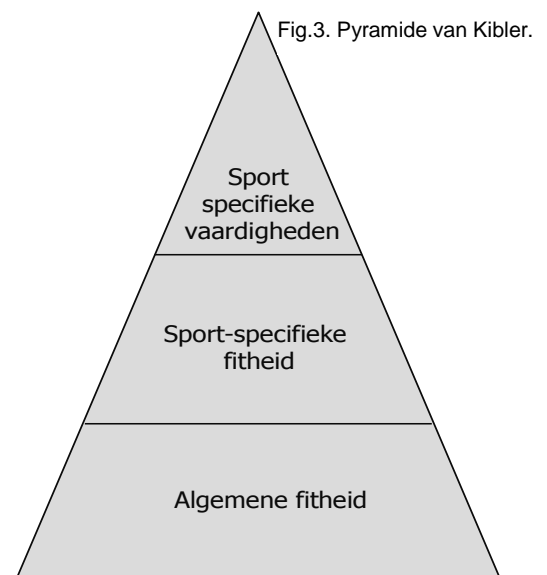 Fig.3. Pyramide van Kibler.
Sport
specifieke
vaardigheden
Sport-specifieke
fitheid
Algemene fitheid